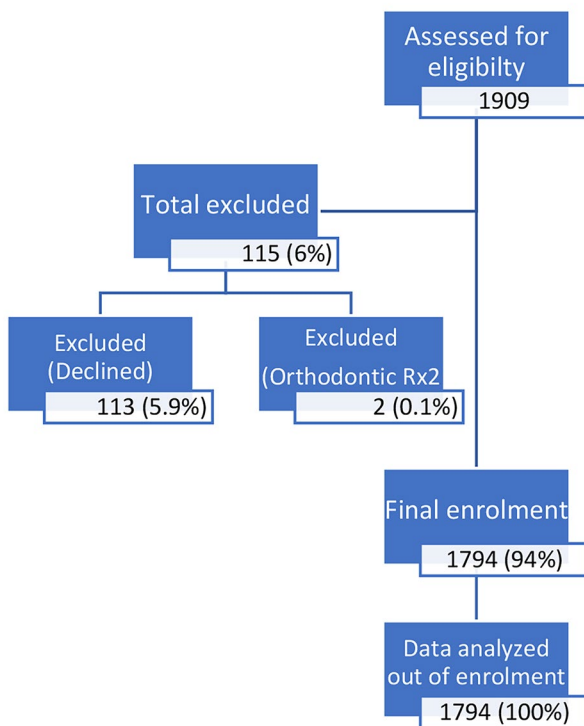 Assessed for
eligibilty
1909
Total excluded
115 (6%)
Excluded
(Declined)
113 (5.9%)
Excluded
(Orthodontic Rx2
2 (0.1%)
Final enrolment
1794 (94%)
Data analyzed
out of enrolment
1794 (100%)